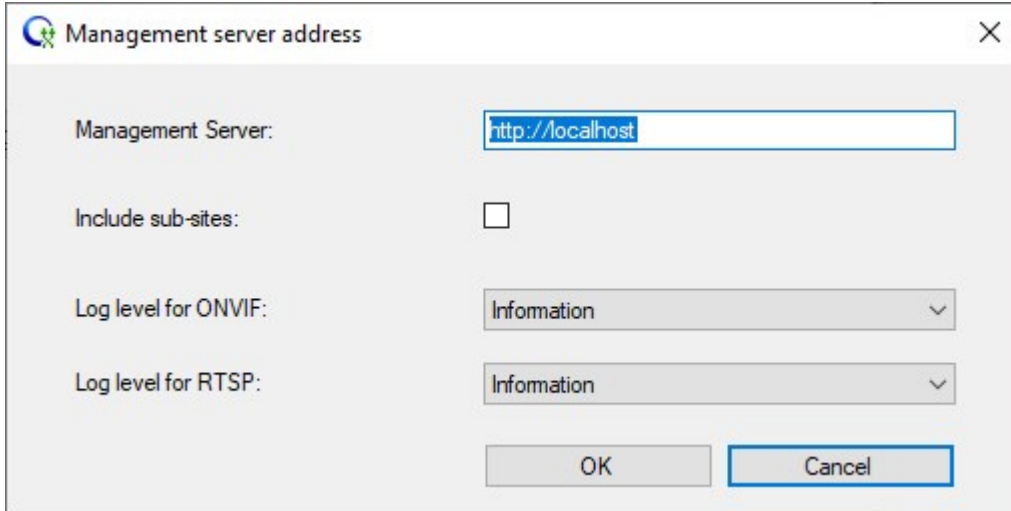 Management server address
Management Server: http://localhost
Include sub-sites:
Log level for ONVIF: Information
Log level for RTSP: Information
OK Cancel